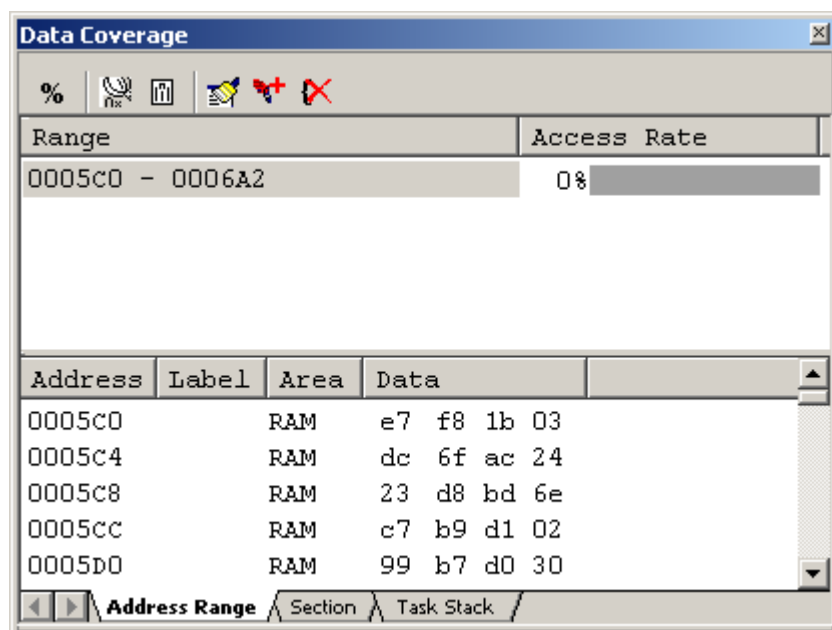 Data Coverage
%
Range Access Rate
0005C0 - 0006A2 0%
Address Label Area Data
0005C0 RAM e7 f8 1b 03
0005C4 RAM dc 6f ac 24
0005C8 RAM 23 d8 bd 6e
0005CC RAM c7 b9 d1 02
0005D0 RAM 99 b7 d0 30
Address Range Section Task Stack